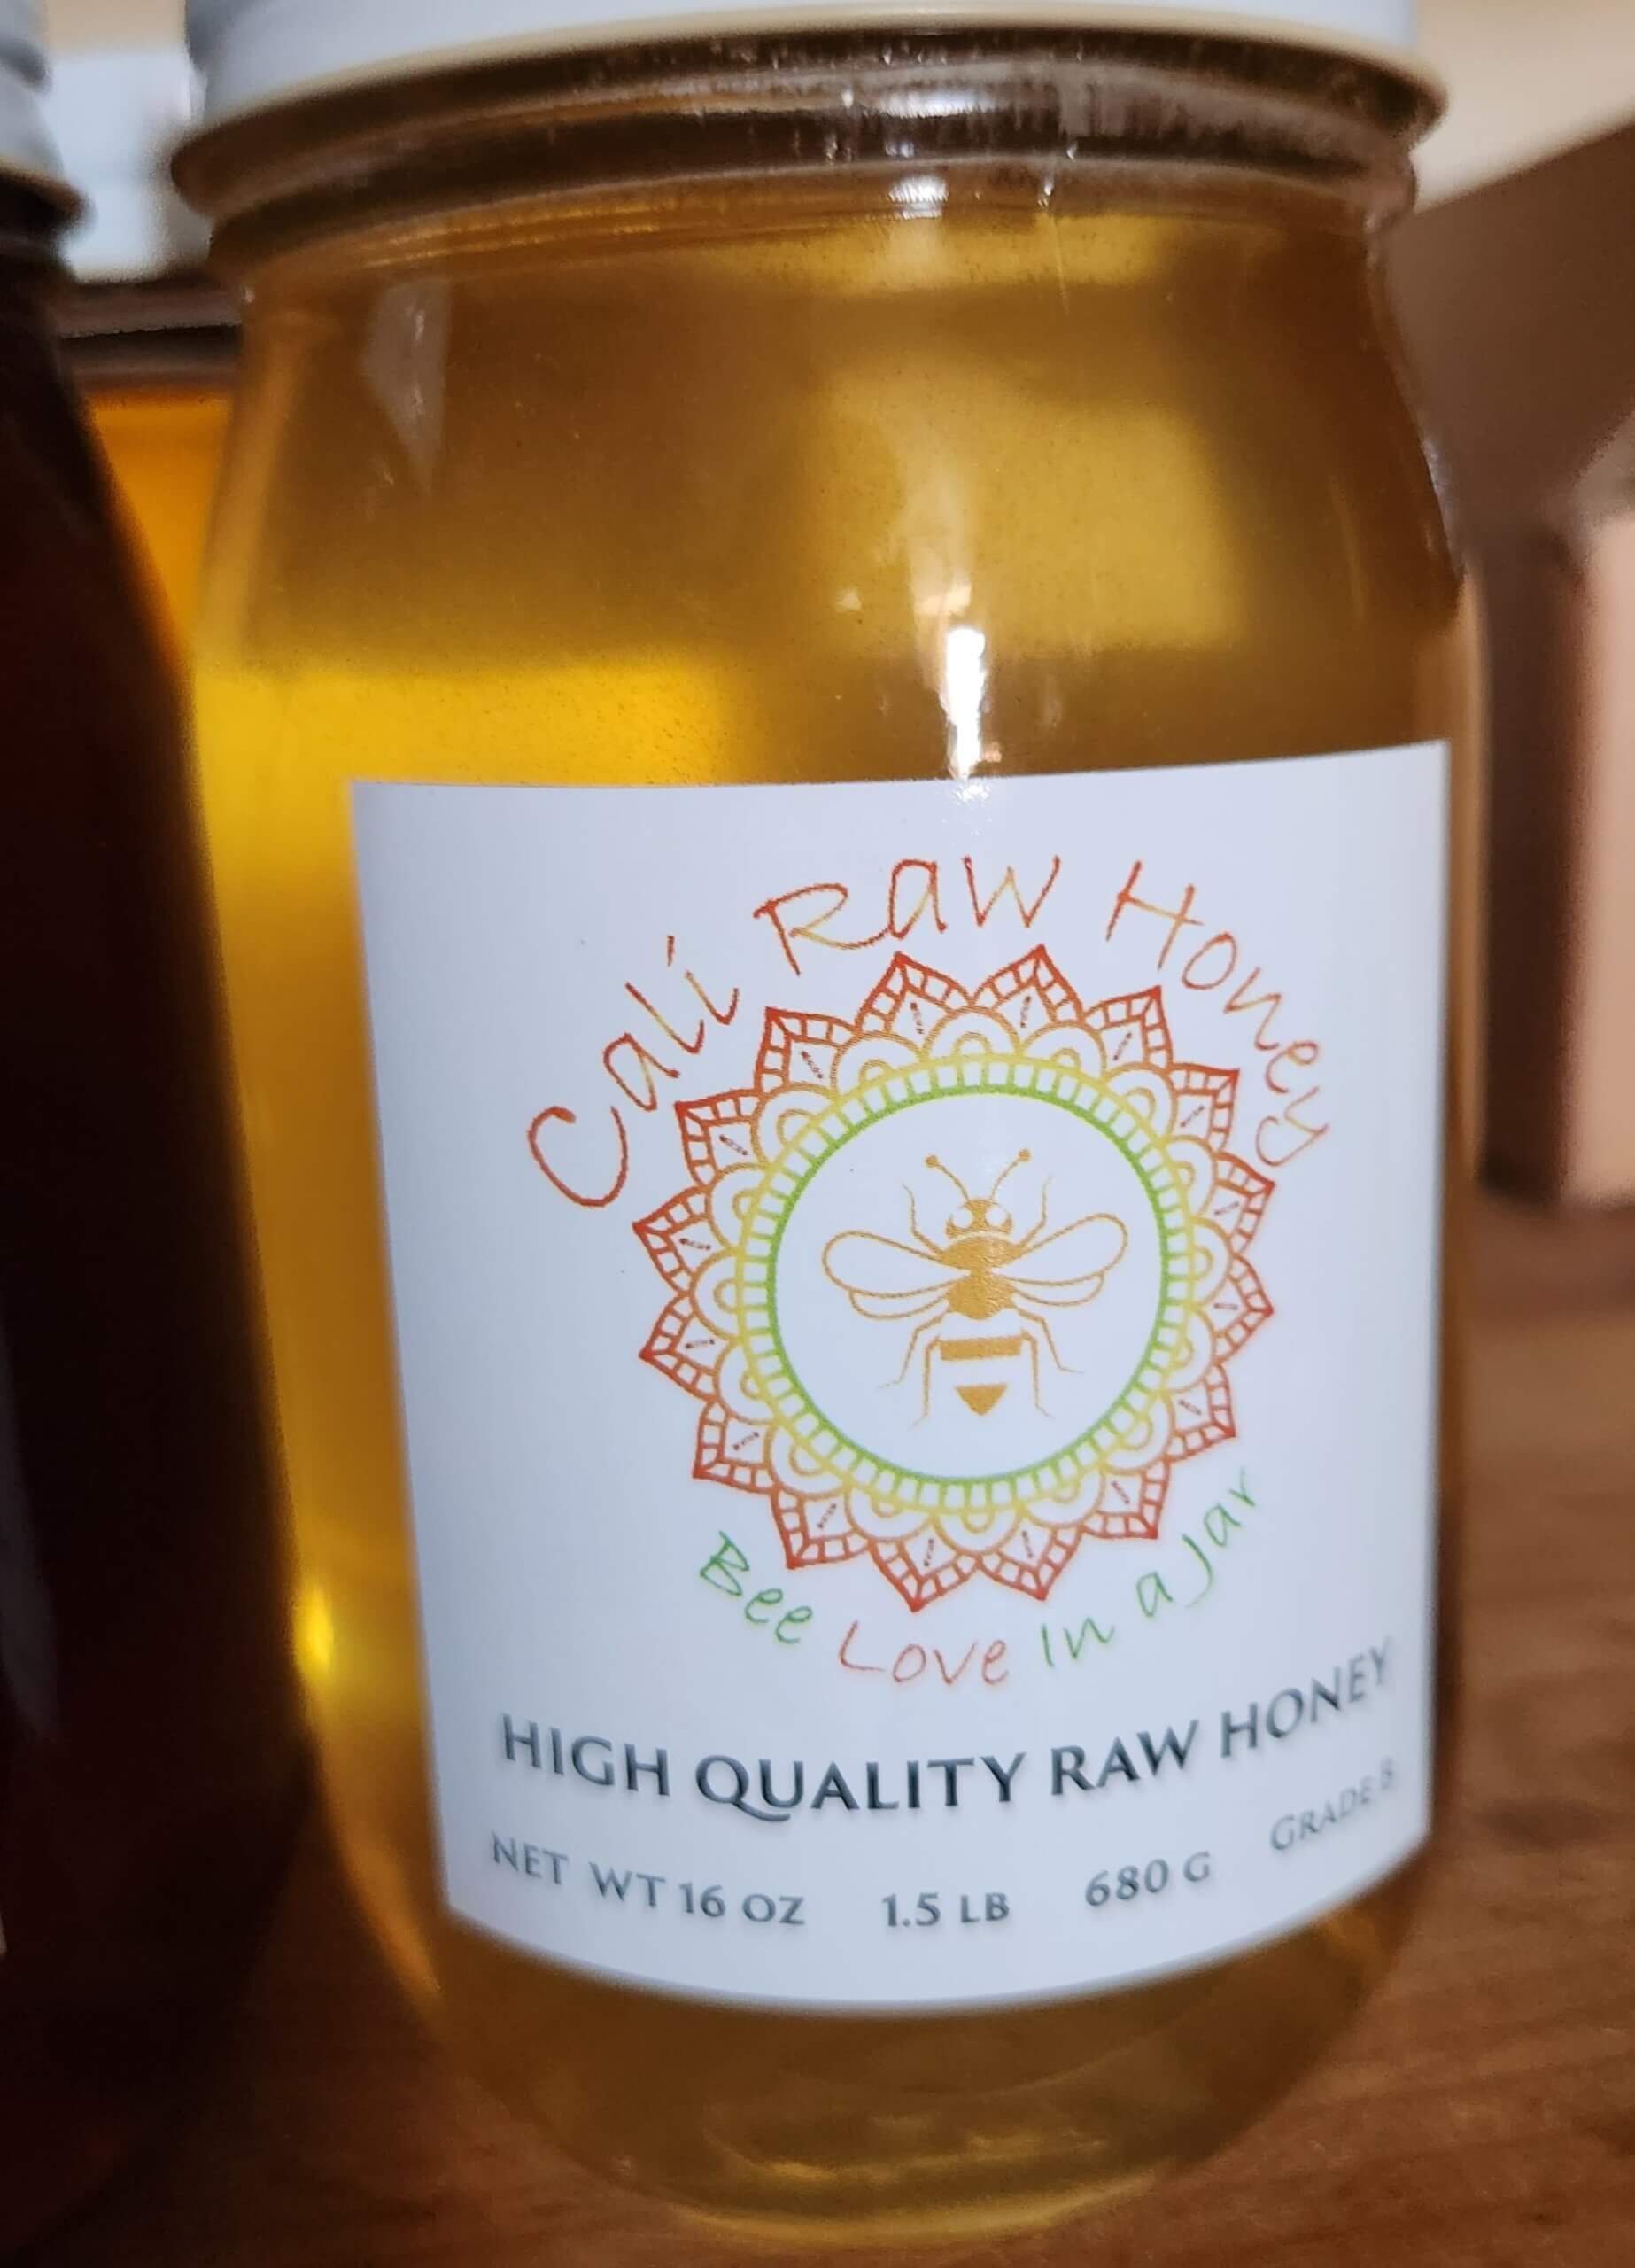 Cali Raw Honey
Bee Love In a Jar
HIGH QUALITY RAW HONEY
NET WT 16 OZ 1.5 LB 680 G GRADE B